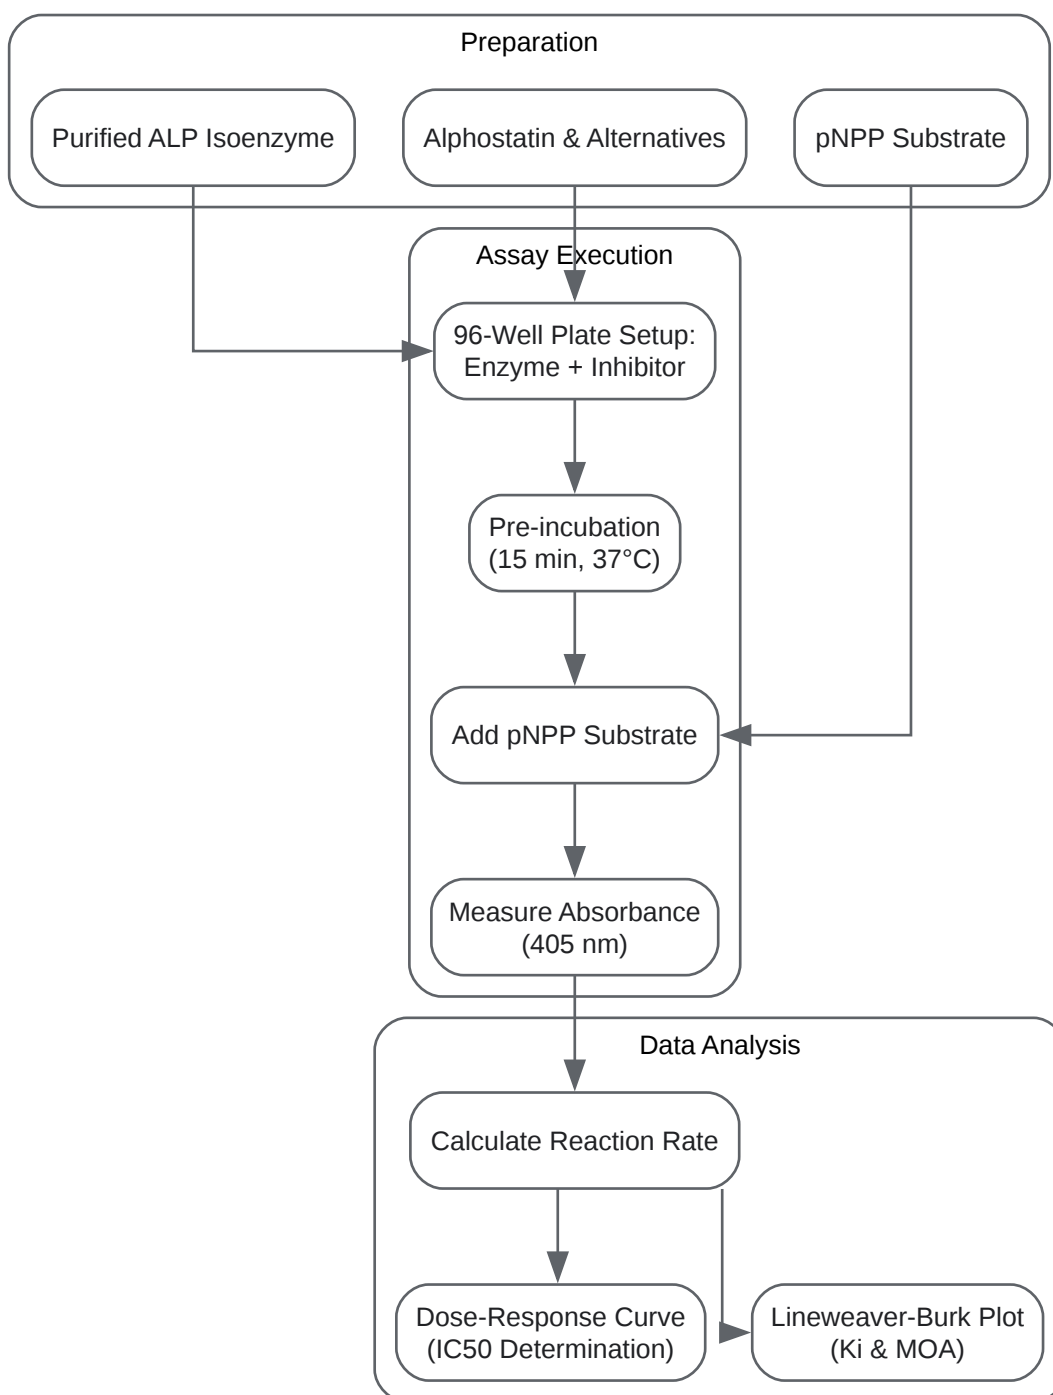 Preparation
Purified ALP Isoenzyme
Alphostatin & Alternatives
pNPP Substrate
Assay Execution
96-Well Plate Setup:
Enzyme + Inhibitor
Pre-incubation
(15 min, 37°C)
Add pNPP Substrate
Measure Absorbance
(405 nm)
Data Analysis
Calculate Reaction Rate
Dose-Response Curve
(IC50 Determination)
Lineweaver-Burk Plot
(Ki & MOA)